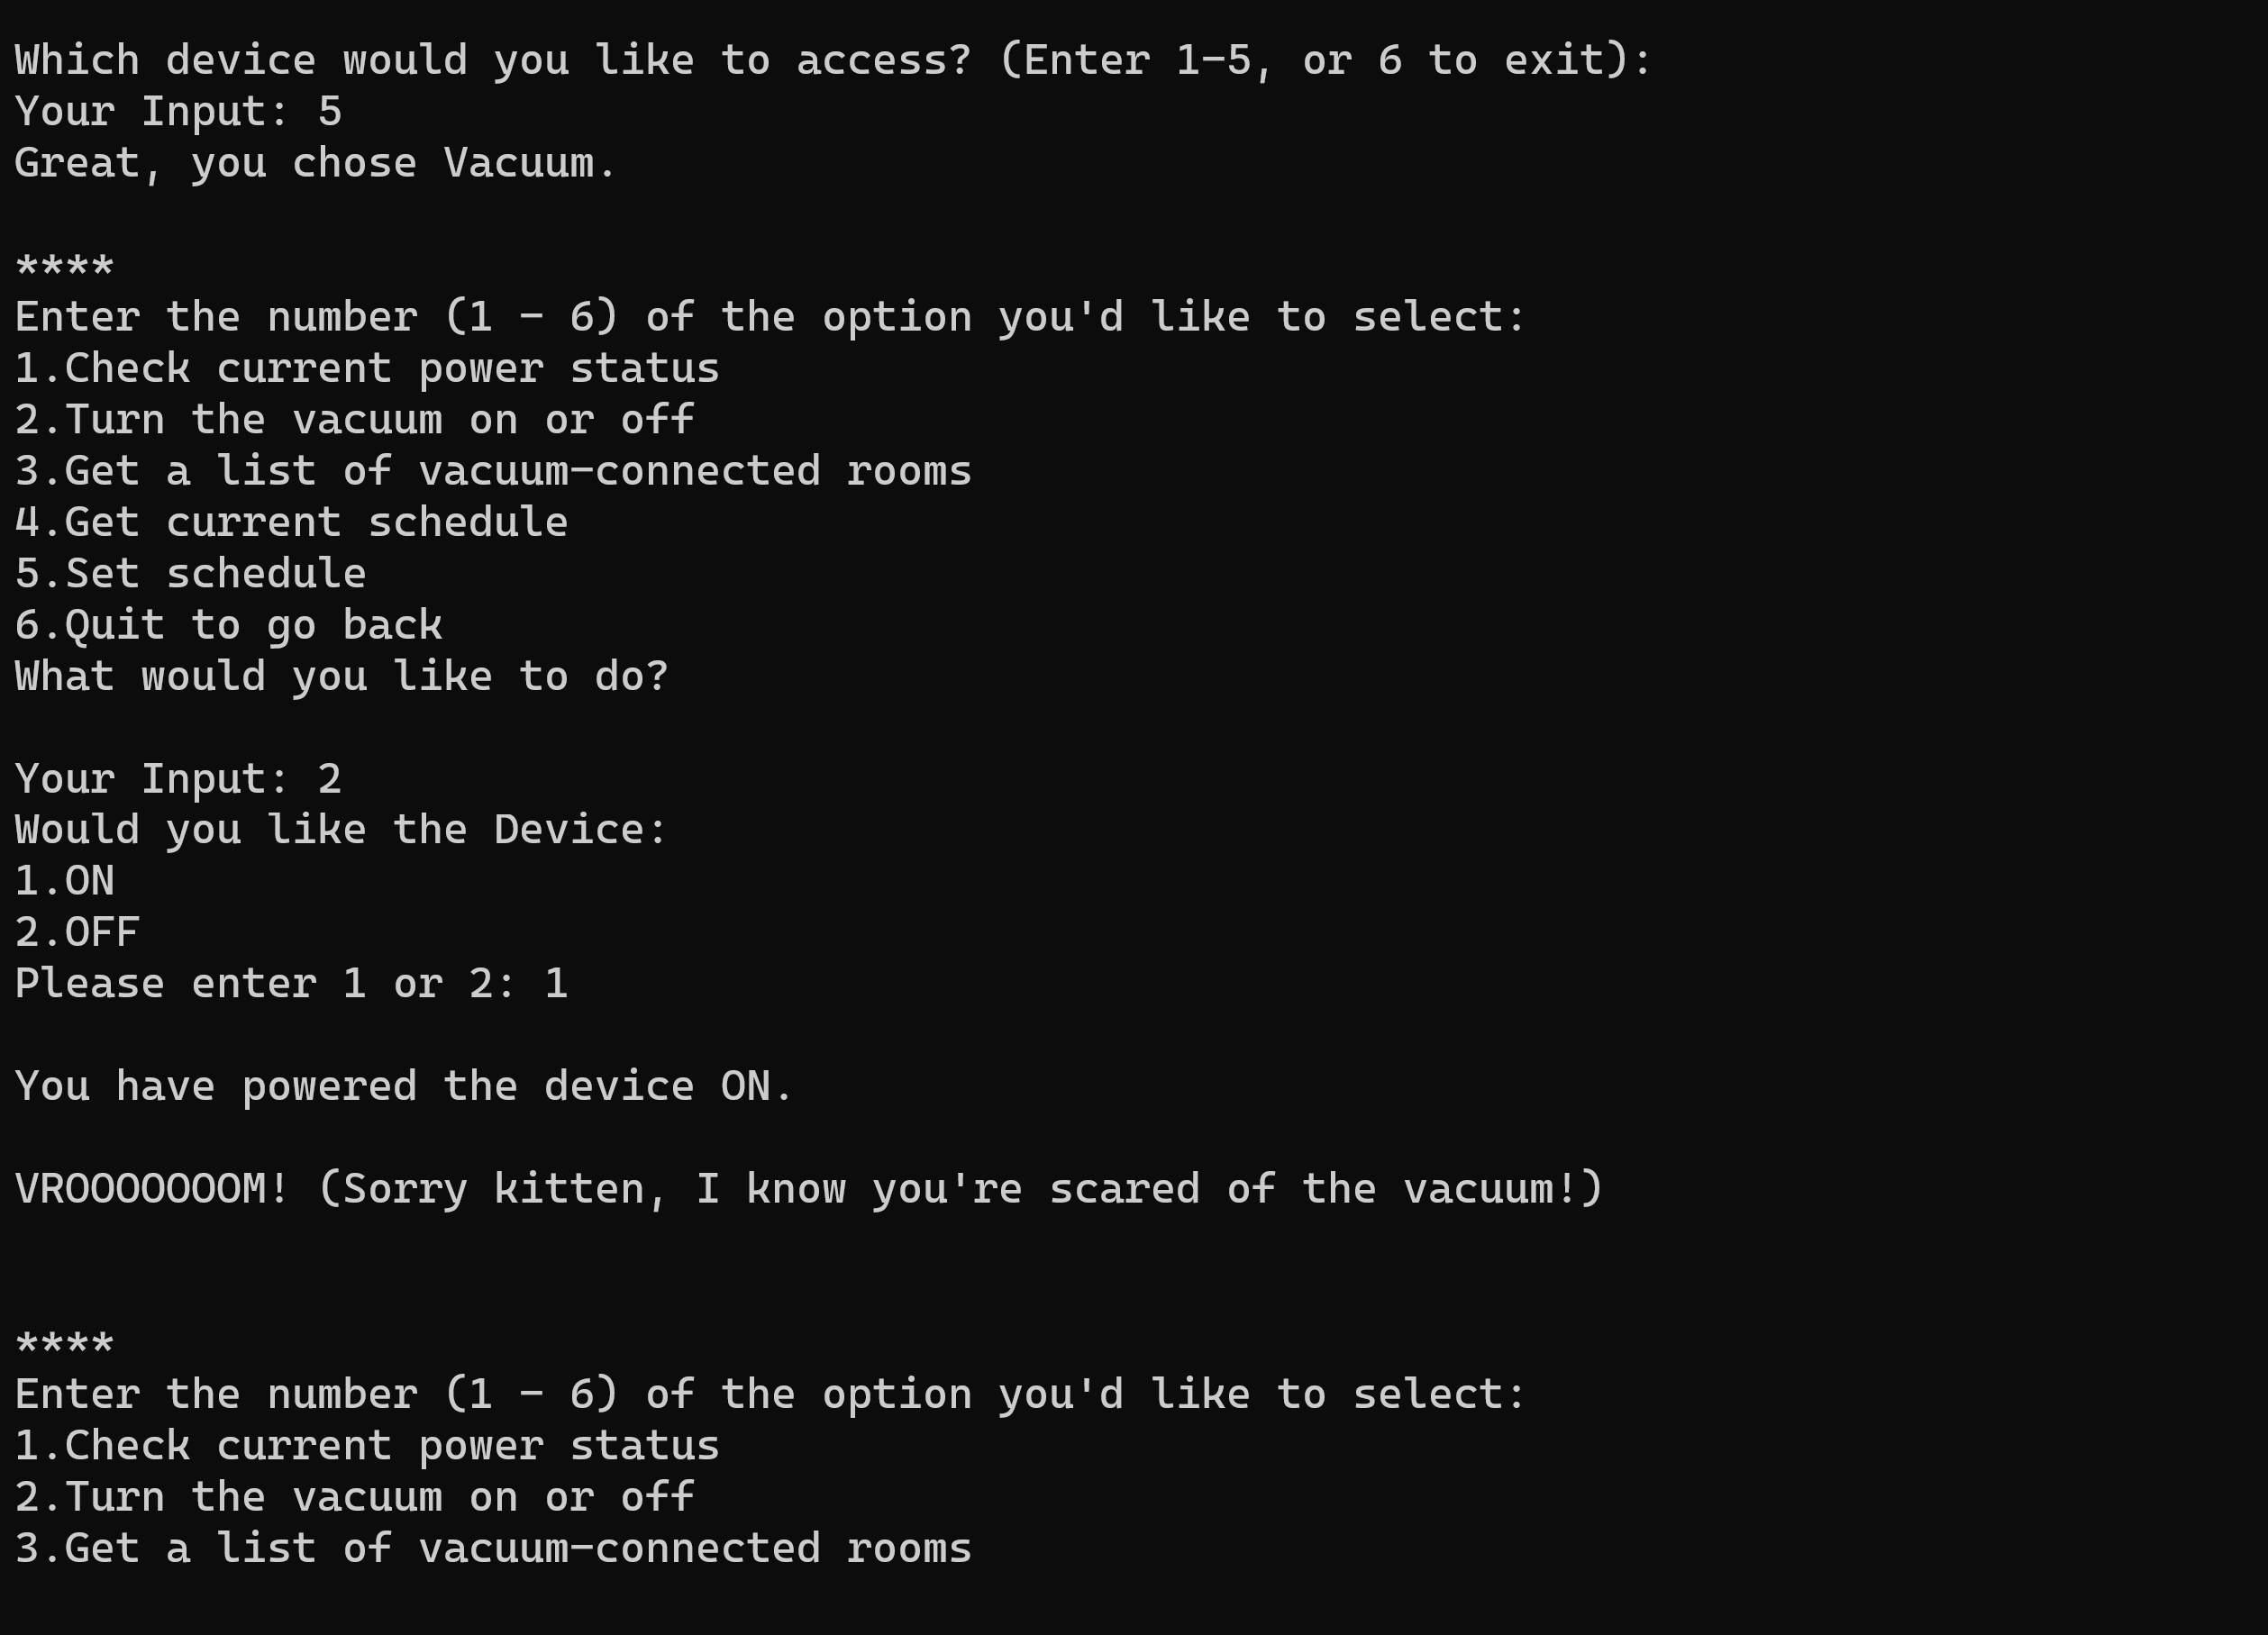 Which device would you like to access? (Enter 1-5, or 6 to exit):
Your Input: 5
Great, you chose Vacuum.
****
Enter the number (1 - 6) of the option you'd like to select:
1.Check current power status
2.Turn the vacuum on or off
3.Get a list of vacuum-connected rooms
4.Get current schedule
5.Set schedule
6.Quit to go back
What would you like to do?
Your Input: 2
Would you like the Device:
1.ON
2.OFF
Please enter 1 or 2: 1
You have powered the device ON.
VROOOOOOOM! (Sorry kitten, I know you're scared of the vacuum!)
****
Enter the number (1 - 6) of the option you'd like to select:
1.Check current power status
2.Turn the vacuum on or off
3.Get a list of vacuum-connected rooms